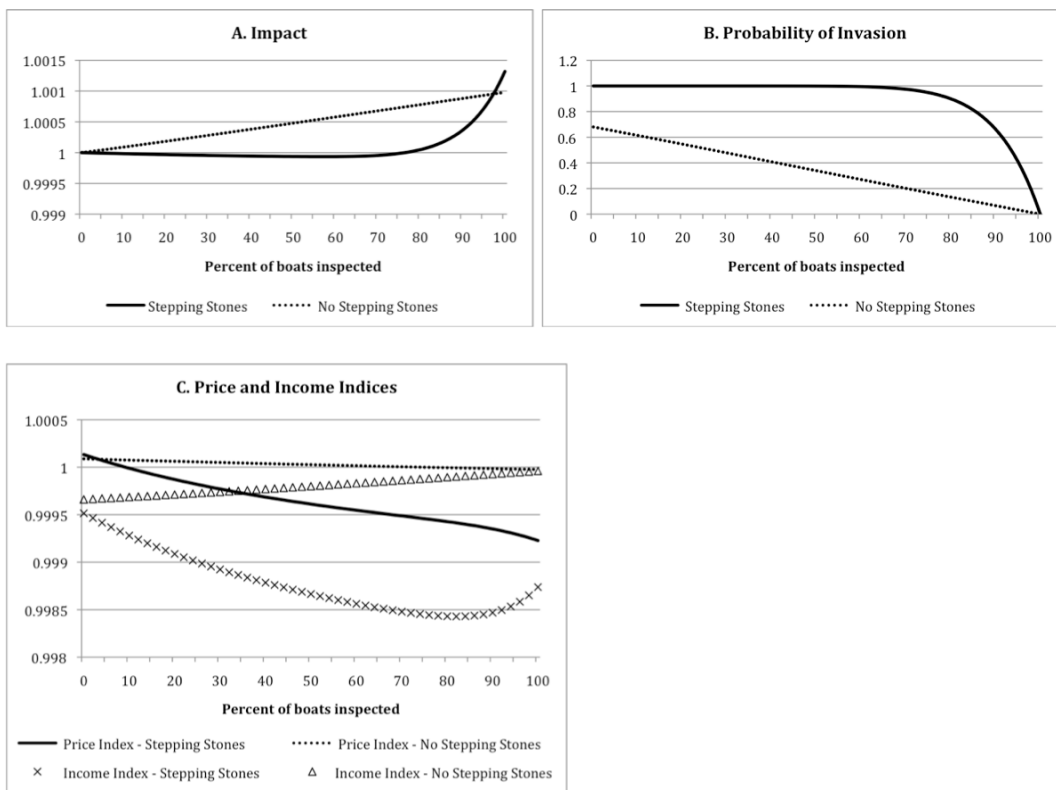 A. Impact
1.0015
1.001
1.0005
1
0.9995
0.999
0 10 20 30 40 50 60 70 80 90 100
Percent of boats inspected
Stepping Stones No Stepping Stones
B. Probability of Invasion
1.2
1
0.8
0.6
0.4
0.2
0
0 10 20 30 40 50 60 70 80 90 100
Percent of boats inspected
Stepping Stones No Stepping Stones
C. Price and Income Indices
1.0005
1
0.9995
0.999
0.9985
0.998
0 10 20 30 40 50 60 70 80 90 100
Percent of boats inspected
Price Index - Stepping Stones Price Index - No Stepping Stones
Income Index - Stepping Stones Income Index - No Stepping Stones